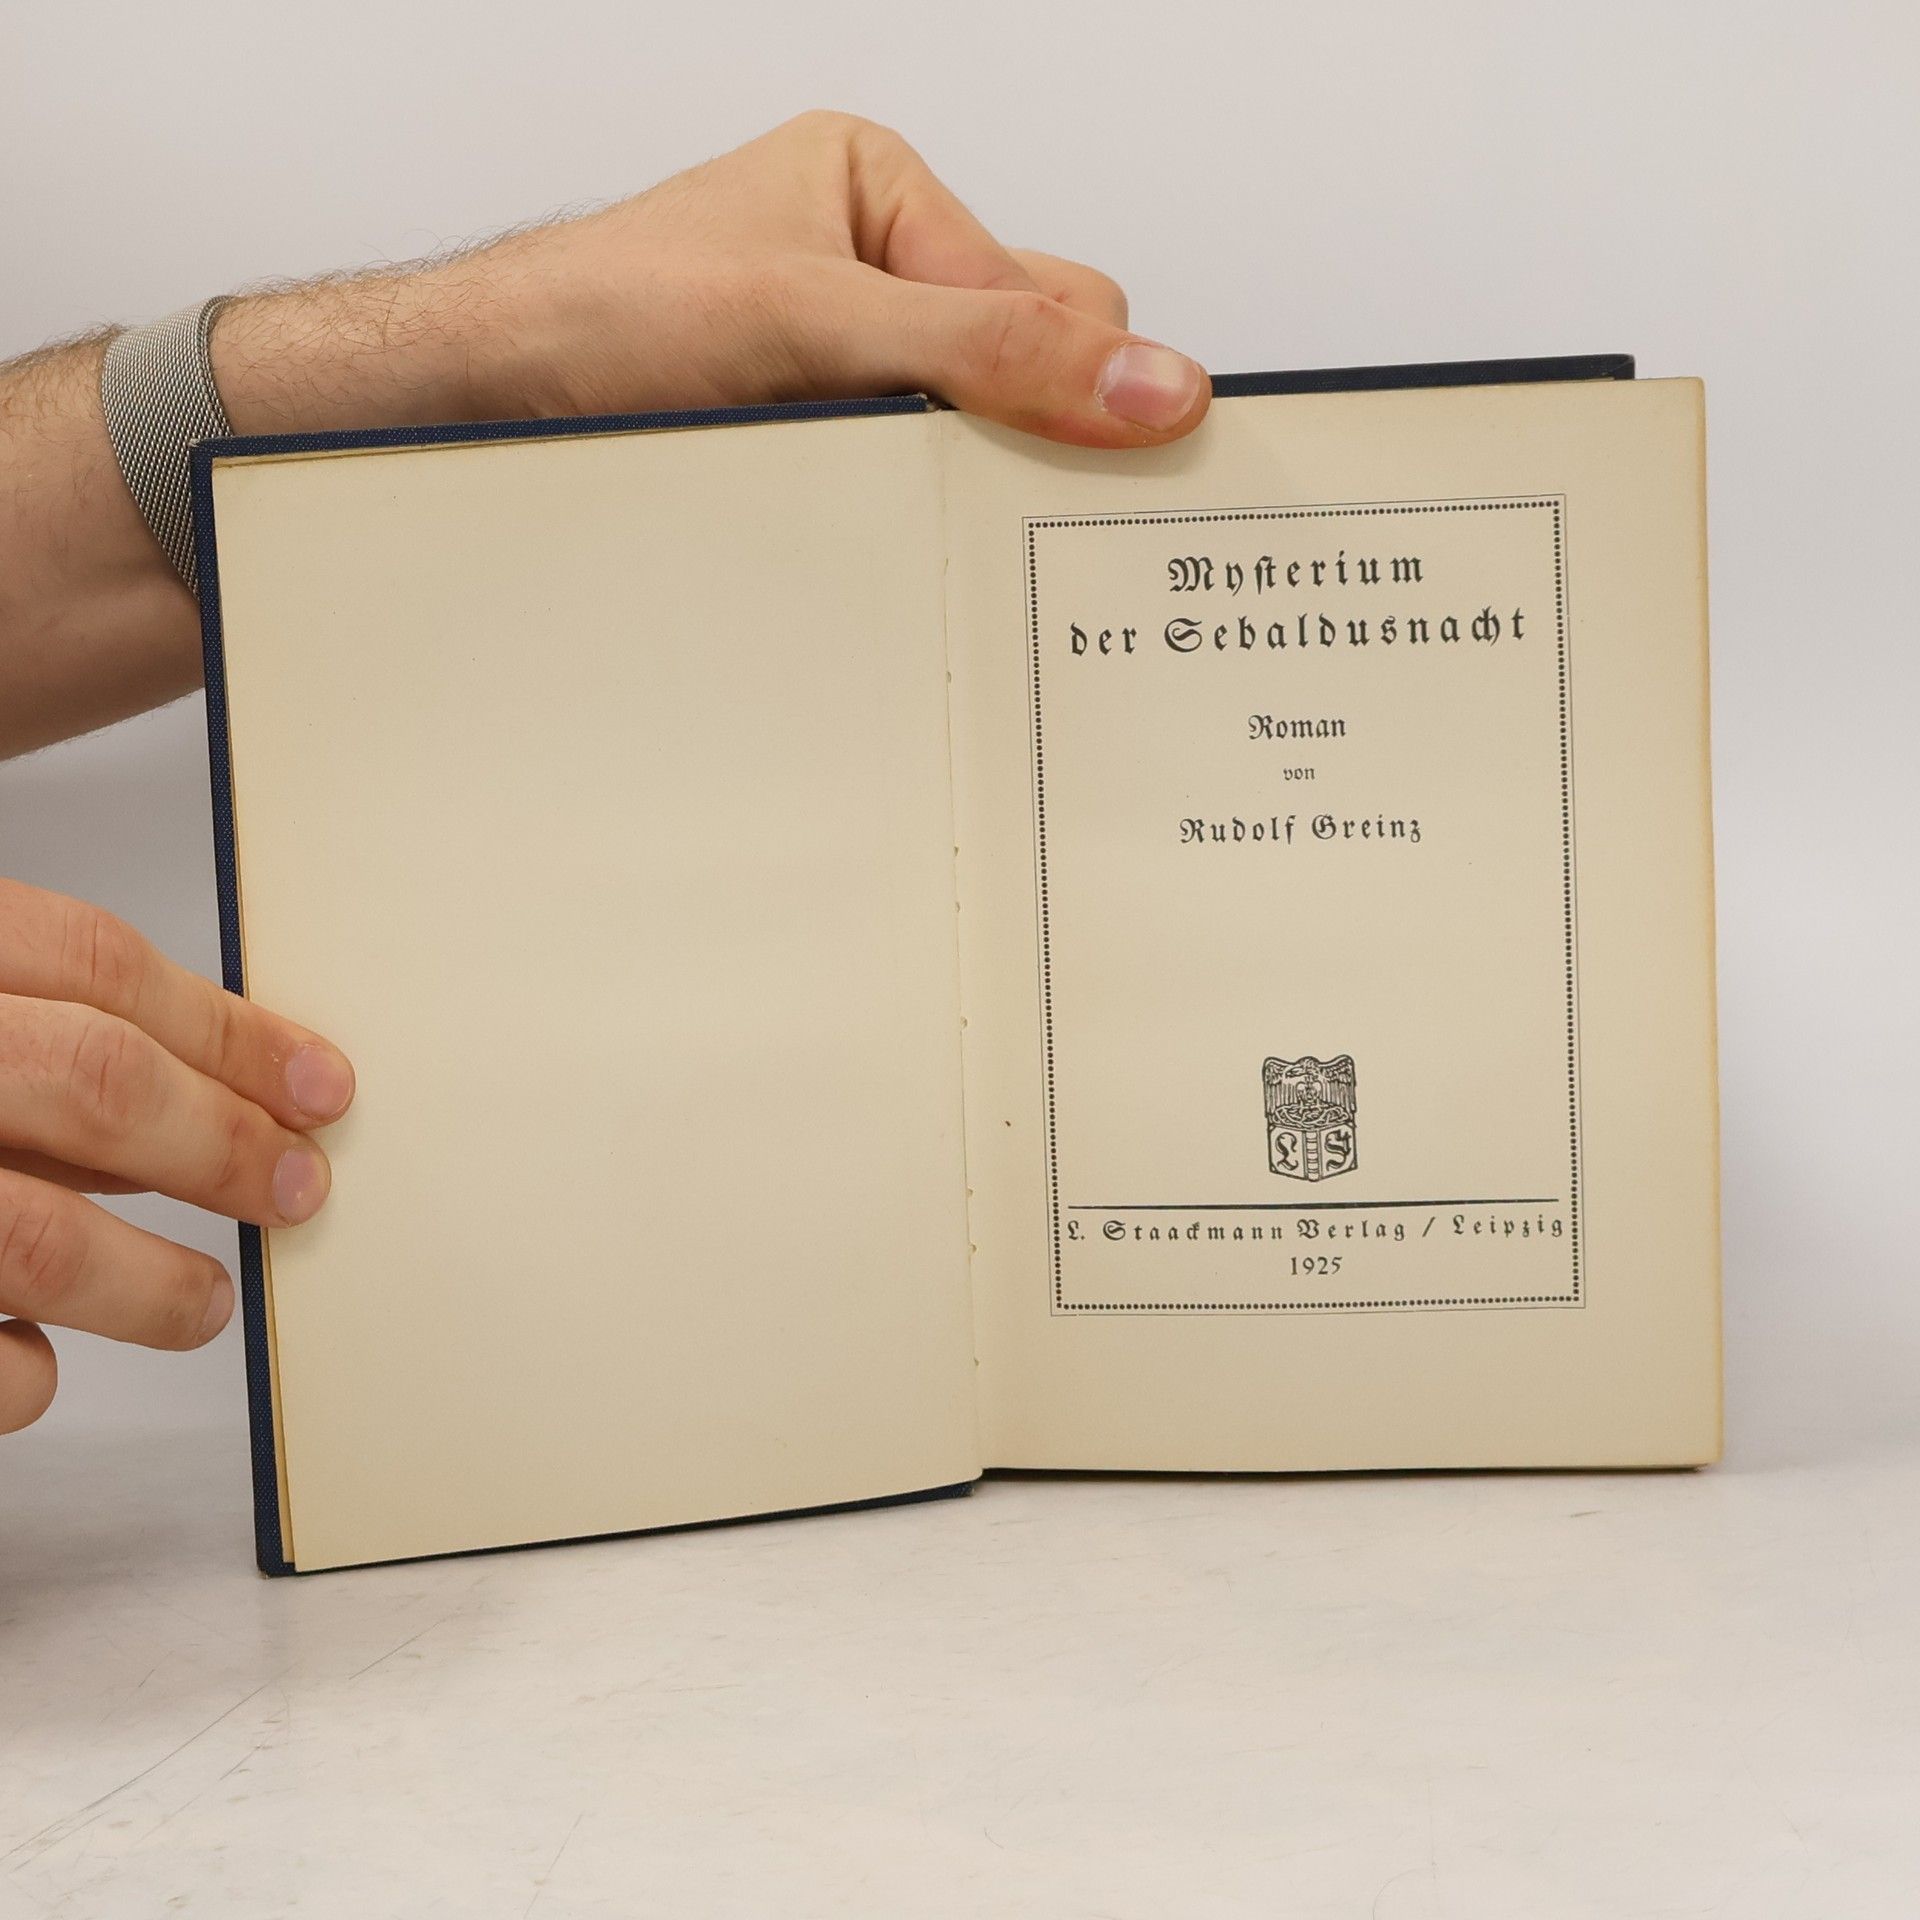 Mysterium
der Sebaldusnacht
Roman
von
Rudolf Greinz
L S
L. Staackmann Verlag / Leipzig
1925